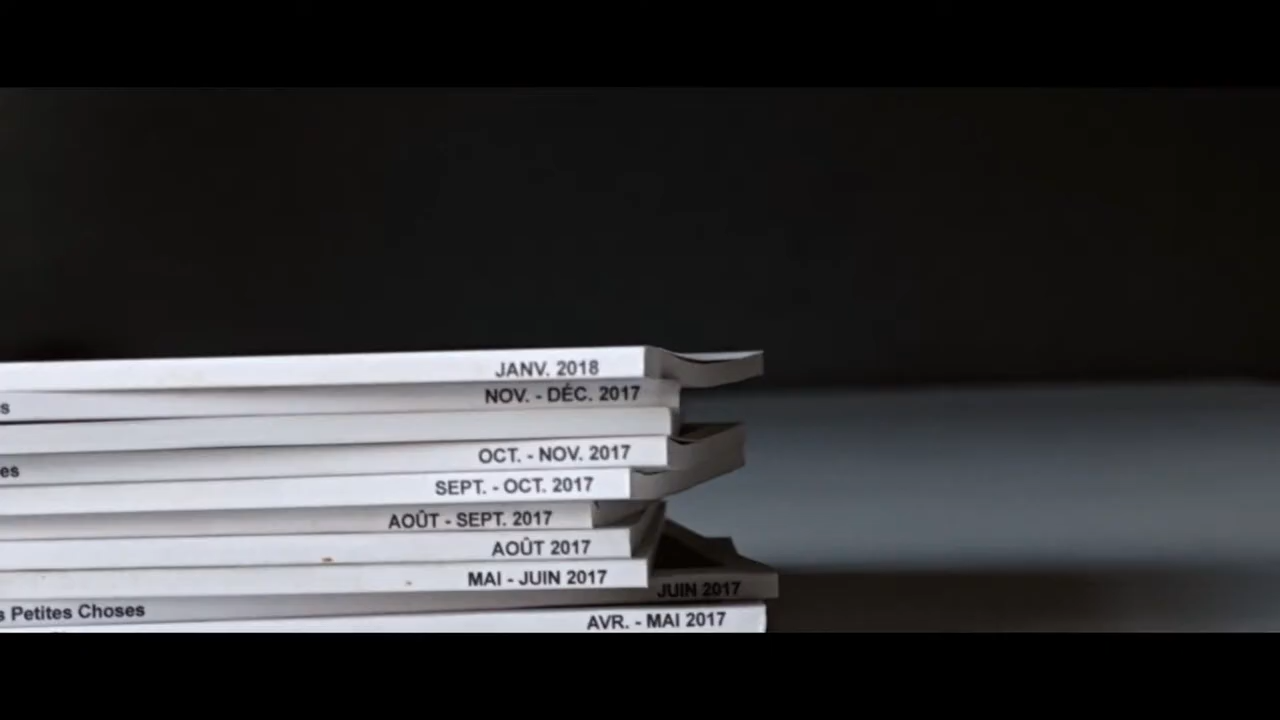 JANV. 2018
s NOV. - DÉC. 2017
OCT. - NOV. 2017
es
SEPT. - OCT. 2017
AOÛT - SEPT. 2017
AOÛT 2017
MAI - JUIN 2017
JUIN 2017
s Petites Choses
AVR. - MAI 2017